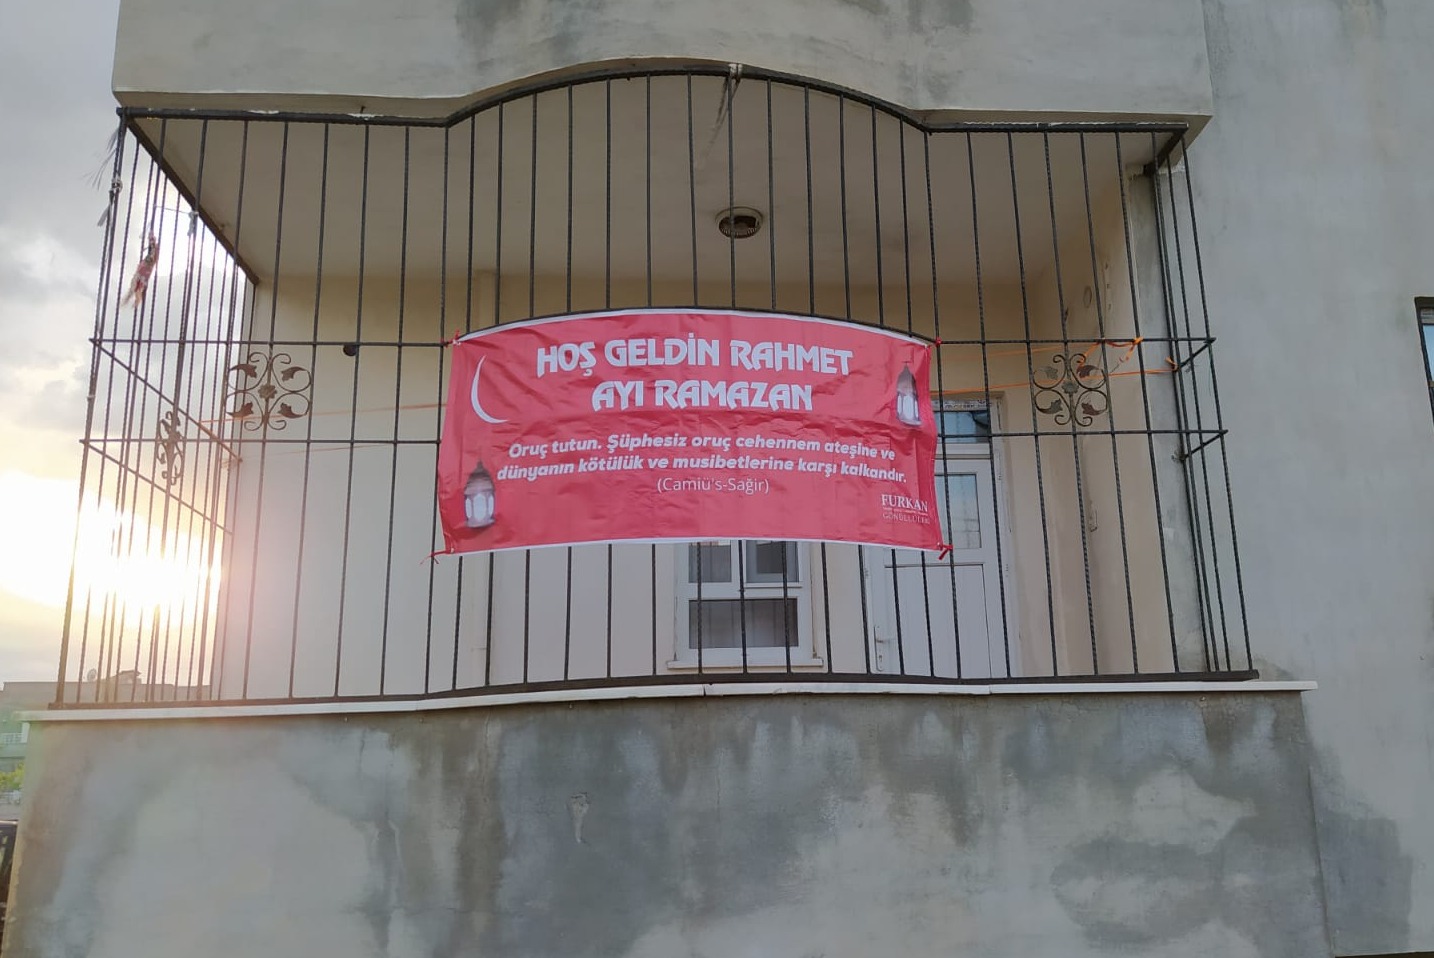 HOŞ GELDİN RAHMET
AYI RAMAZAN
Oruç tutun. Şüphesiz oruç cehennem ateşine ve
dünyanın kötülük ve musibetlerine karşı kalkandır.
(Camiü's-Sağir)
FURKAN
GÖNÜLLÜLERİ